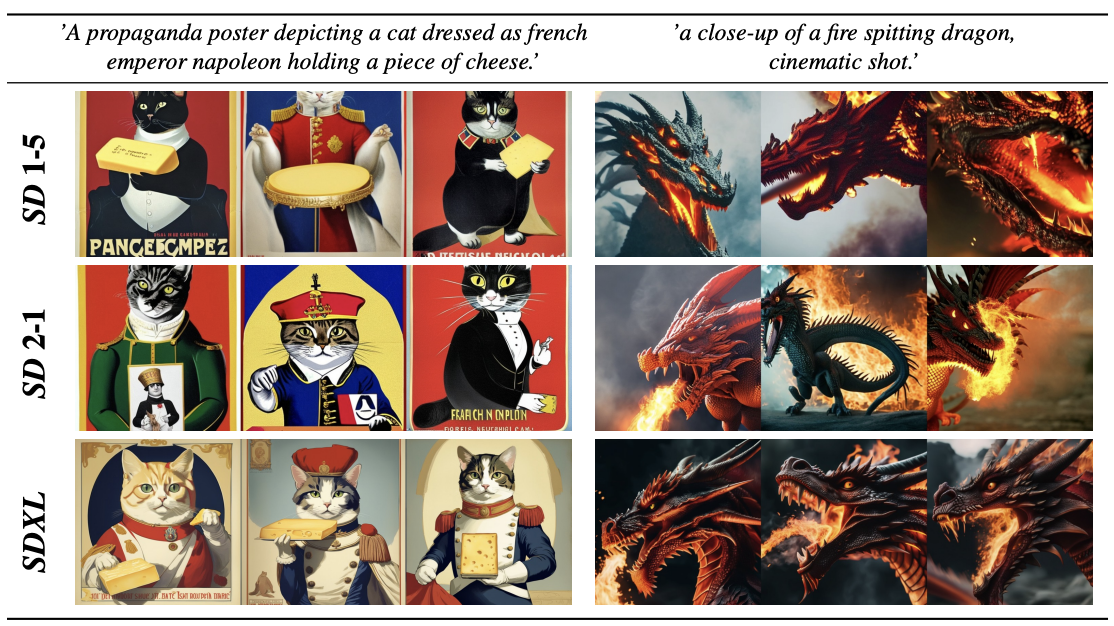 ’A propaganda poster depicting a cat dressed as french
emperor napoleon holding a piece of cheese.’
’a close-up of a fire spitting dragon,
cinematic shot.’
SD 1-5
PANGEECMPEZ
SD 2-1
SDXL